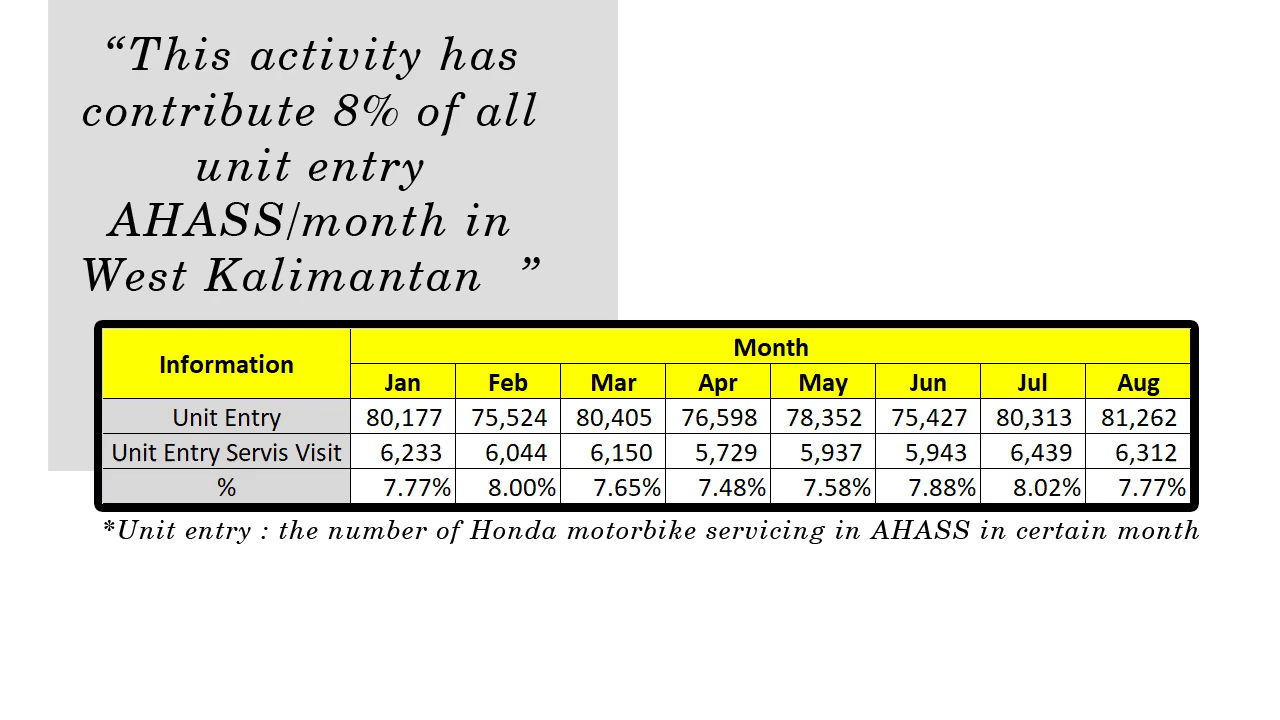 “This activity has
contribute 8% of all
unit entry
AHASS/month in
West Kalimantan ”
Information Month
Jan Feb Mar Apr May Jun Jul Aug
Unit Entry 80,177 75,524 80,405 76,598 78,352 75,427 80,313 81,262
Unit Entry Servis Visit 6,233 6,044 6,150 5,729 5,937 5,943 6,439 6,312
% 7.77% 8.00% 7.65% 7.48% 7.58% 7.88% 8.02% 7.77%
*Unit entry : the number of Honda motorbike servicing in AHASS in certain month